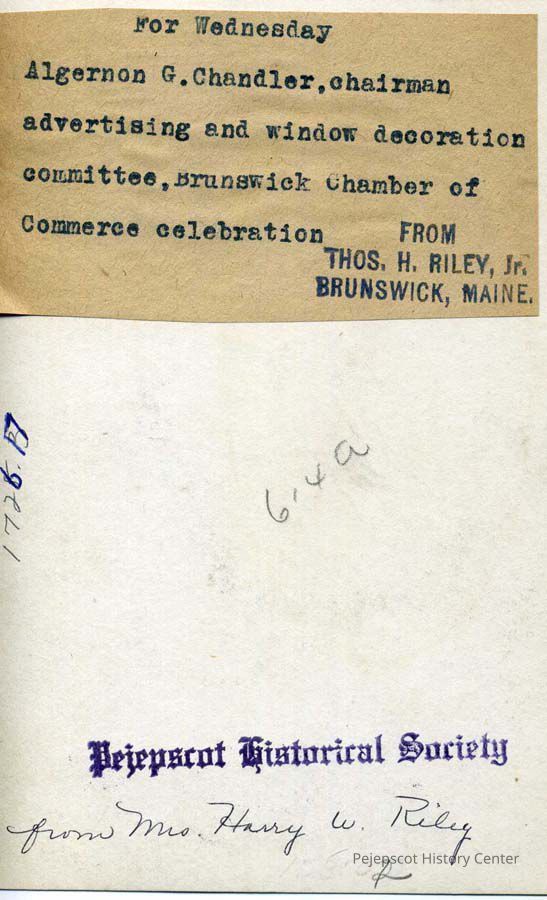 For Wednesday
Algernon G.Chandler,chairman
advertising and window decoration
committee,Brunswick Chamber of
Commerce celebration
FROM
THOS. H. RILEY, Jr.
BRUNSWICK, MAINE.
1726.B
6-4a
Pejepscot Historical Society
from Mrs. Harry W. Riley
Pejepscot History Center